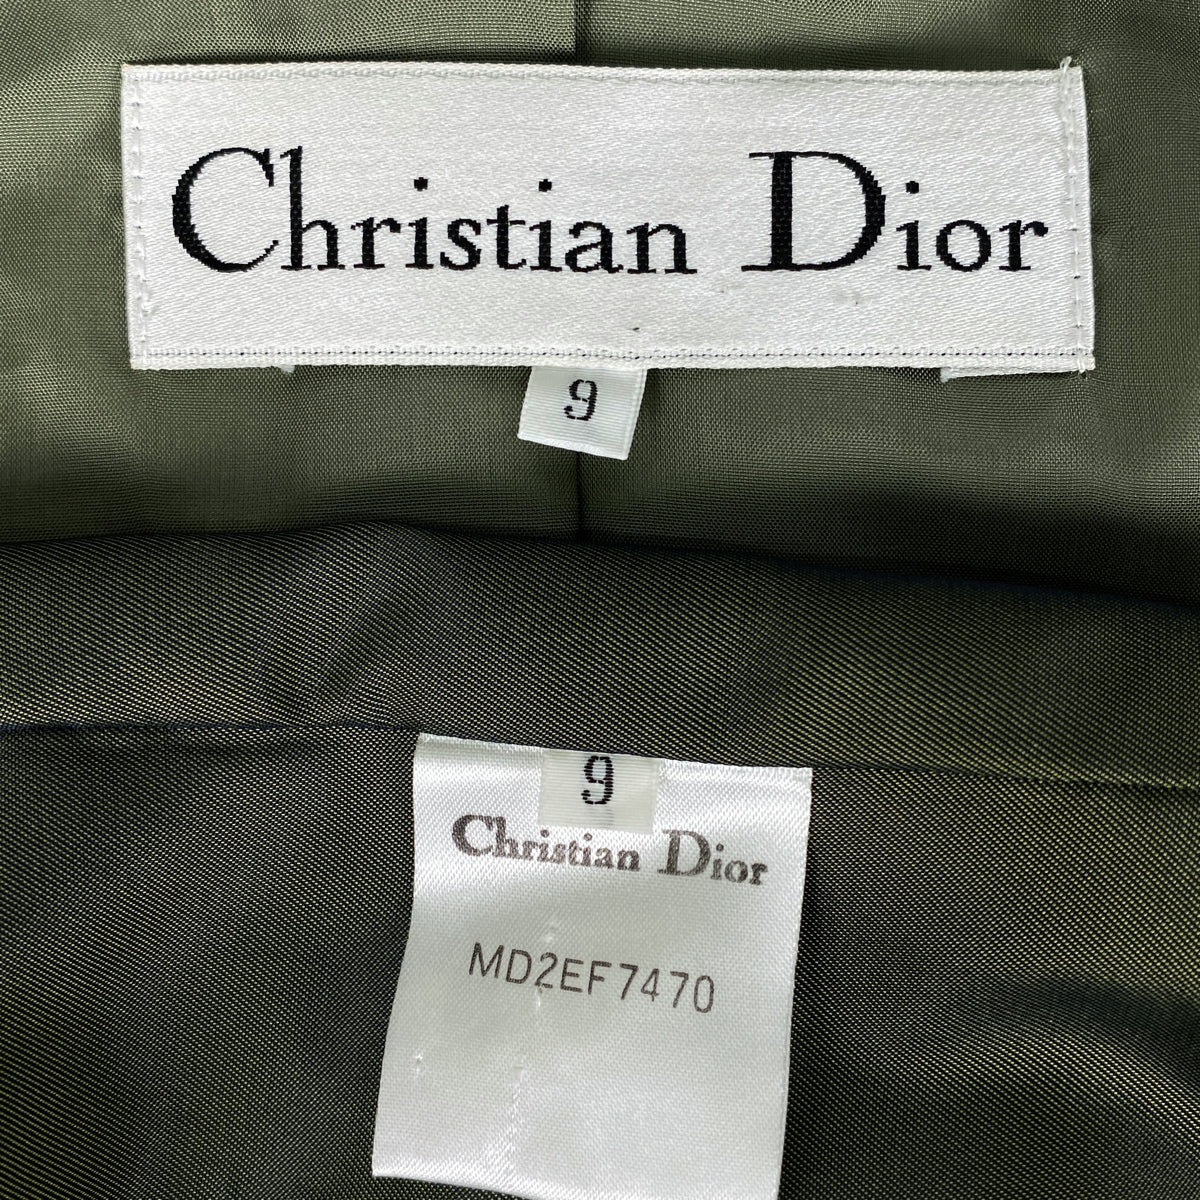 Christian Dior
9
9
Christian Dior
MD2EF7470